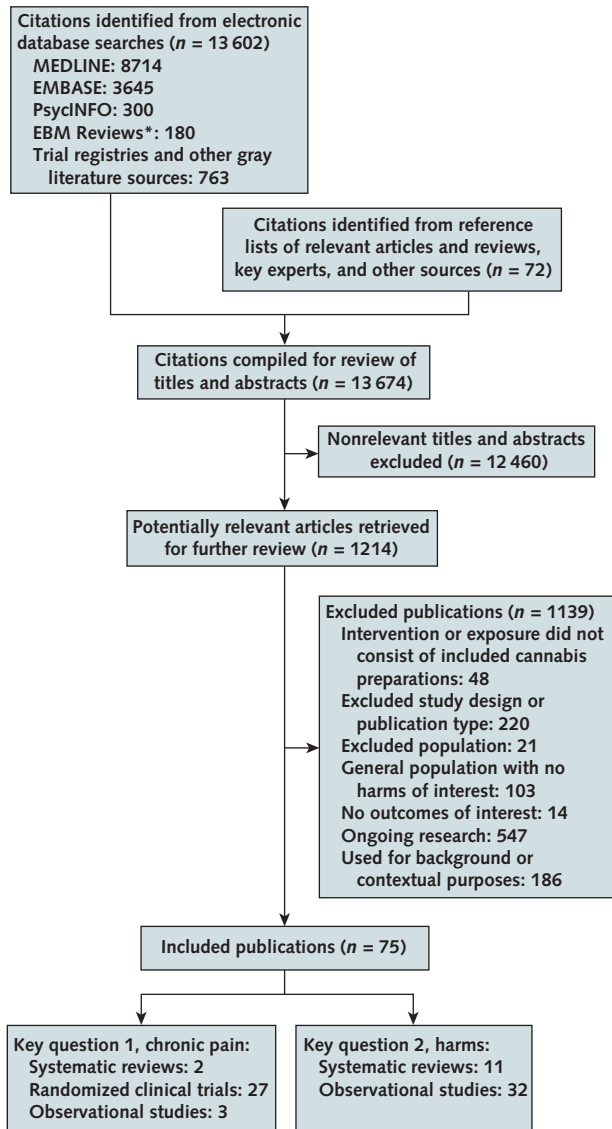 Citations identified from electronic
database searches (n = 13 602)
MEDLINE: 8714
EMBASE: 3645
PsycINFO: 300
EBM Reviews*: 180
Trial registries and other gray
literature sources: 763
Citations identified from reference
lists of relevant articles and reviews,
key experts, and other sources (n = 72)
Citations compiled for review of
titles and abstracts (n = 13 674)
Nonrelevant titles and abstracts
excluded (n = 12 460)
Potentially relevant articles retrieved
for further review (n = 1214)
Excluded publications (n = 1139)
Intervention or exposure did not
consist of included cannabis
preparations: 48
Excluded study design or
publication type: 220
Excluded population: 21
General population with no
harms of interest: 103
No outcomes of interest: 14
Ongoing research: 547
Used for background or
contextual purposes: 186
Included publications (n = 75)
Key question 1, chronic pain:
Systematic reviews: 2
Randomized clinical trials: 27
Observational studies: 3
Key question 2, harms:
Systematic reviews: 11
Observational studies: 32